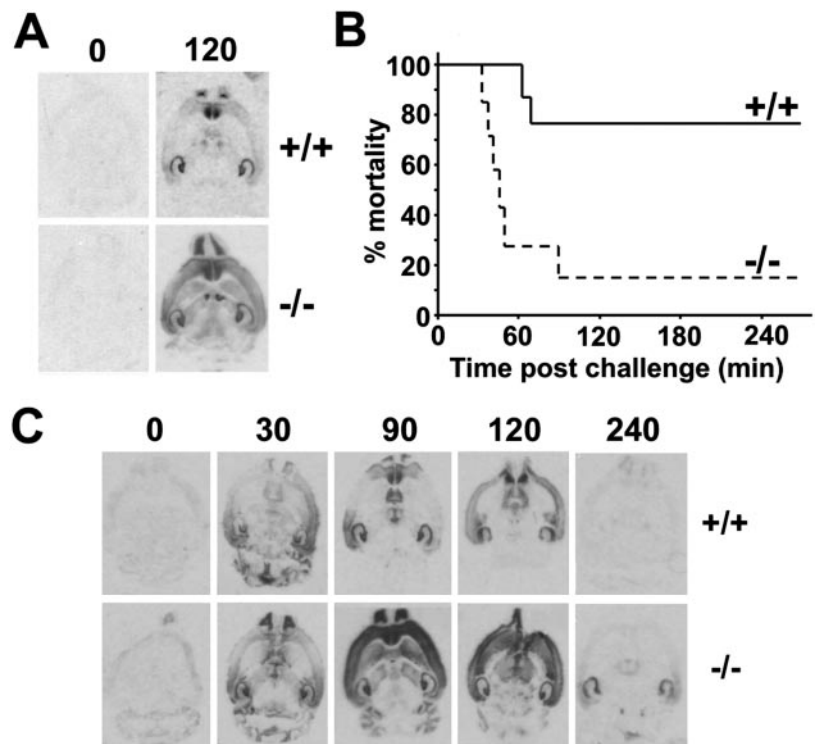 A
0 120
+/+
-/-
B
100
80
60
40
20
0
% mortality
+/+
-/-
0 60 120 180 240
Time post challenge (min)
C
0 30 90 120 240
+/+
-/-